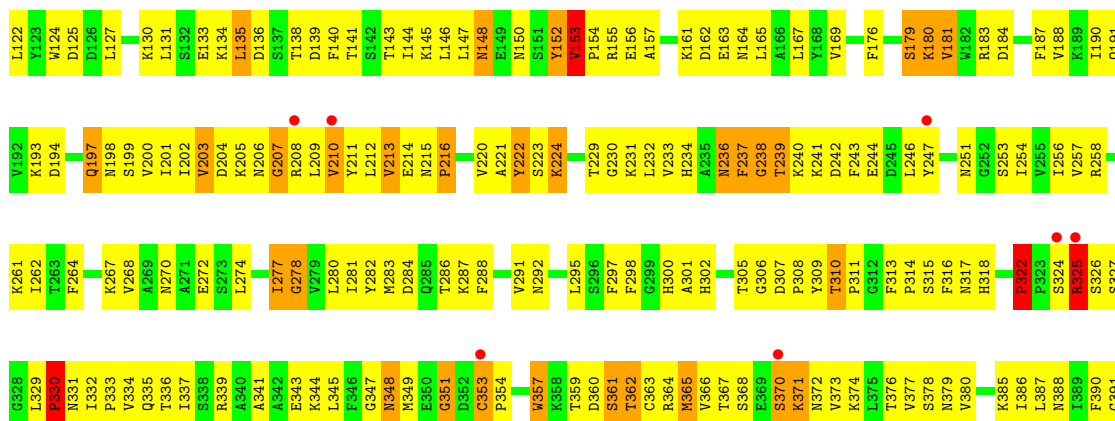 L122 Y123 W124 D125 D126 L127 K130 L131 S132 E133 K134 L135 D136 S137 T138 D139 F140 T141 S142 T143 I144 K145 L146 L147 N148 E149 N150 S151 Y152 V153 P154 R155 E156 A157 K161 D162 E163 N164 L165 A166 L167 Y168 V169 F176 S179 K180 V181 W182 R183 D184 F187 V188 K189 I190
V192 K193 D194 Q197 N198 S199 V200 I201 I202 V203 D204 K205 N206 G207 R208 L209 V210 Y211 L212 V213 E214 N215 P216 V220 A221 Y222 S223 K224 T229 G230 K231 L232 V233 H234 A235 N236 F237 G238 T239 K240 K241 D242 F243 E244 D245 L246 Y247 N251 G252 S253 I254 V255 I256 V257 R258
K261 I262 T263 F264 K267 V268 A269 N270 A271 E272 S273 L274 I277 G278 V279 L280 I281 Y282 M283 D284 Q285 T286 K287 F288 V291 N292 L295 S296 F297 F298 G299 H300 A301 H302 T305 G306 D307 P308 Y309 T310 P311 G312 F313 P314 S315 F316 N317 H318 P322 P323 S324 R325 S326
G328 L329 P330 N331 I332 P333 V334 Q335 T336 I337 S338 R339 A340 A341 A342 E343 K344 L345 F346 G347 N348 M349 E350 G351 D352 C353 P354 W357 K358 T359 D360 S361 T362 C363 R364 M365 V366 T367 S368 E369 S370 K371 N372 V373 K374 L375 T376 V377 S378 N379 V380 K385 I386 L387 N388 I389 F390